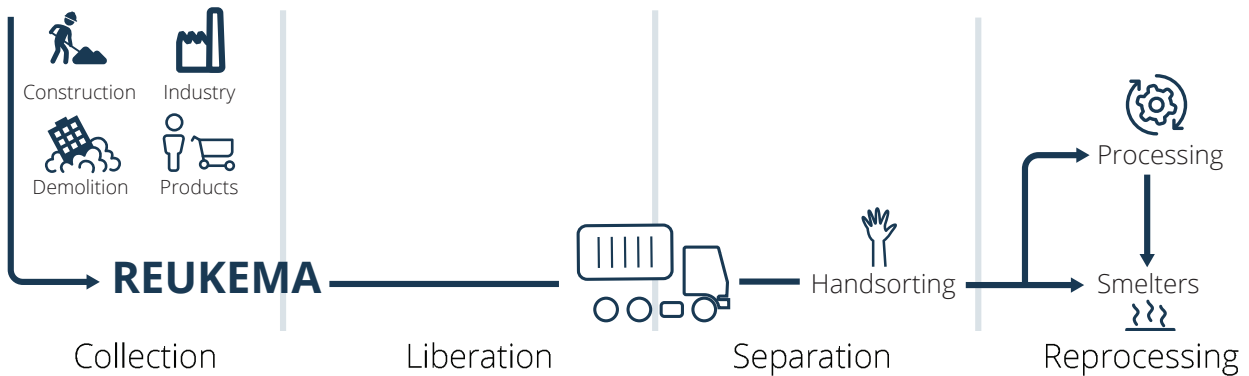 Construction
Industry
Demolition
Products
REUKEMA
Handsorting
Processing
Smelters
Collection
Liberation
Separation
Reprocessing